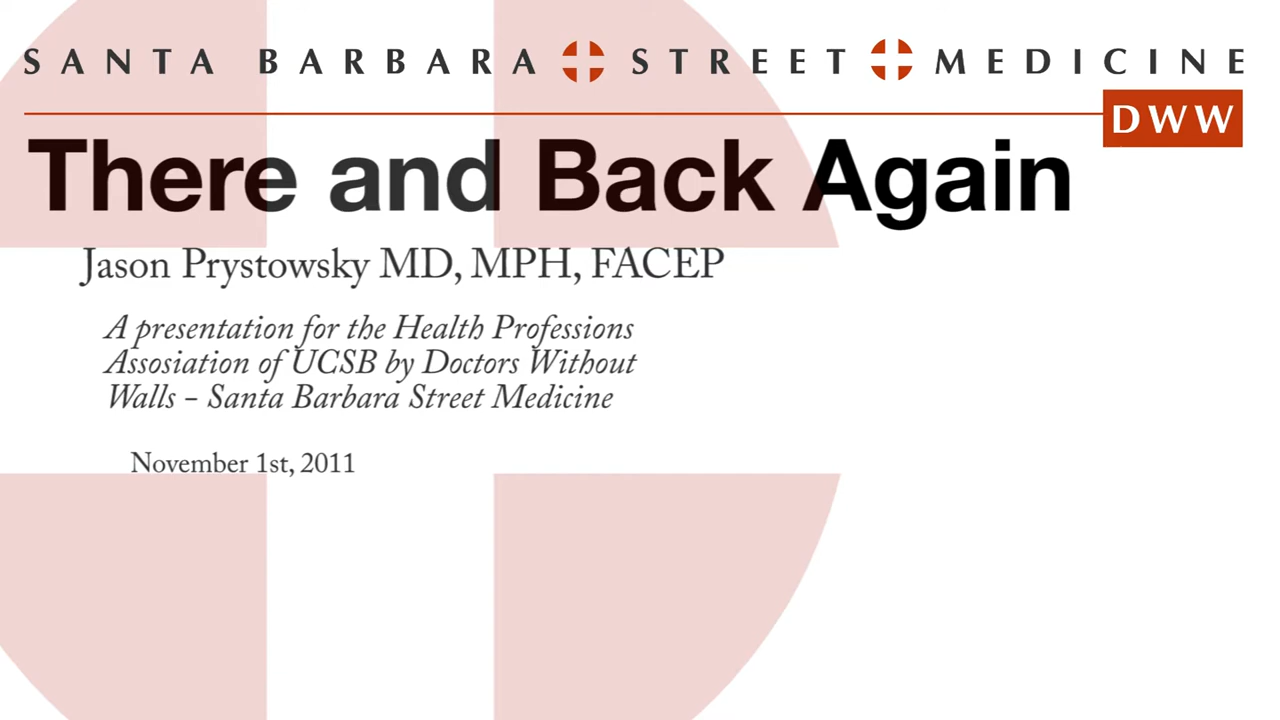 SANTA BARBARA STREET MEDICINE
DWW
There and Back Again
Jason Prystowsky MD, MPH, FACEP
A presentation for the Health Professions
Assosiation of UCSB by Doctors Without
Walls – Santa Barbara Street Medicine
November 1st, 2011